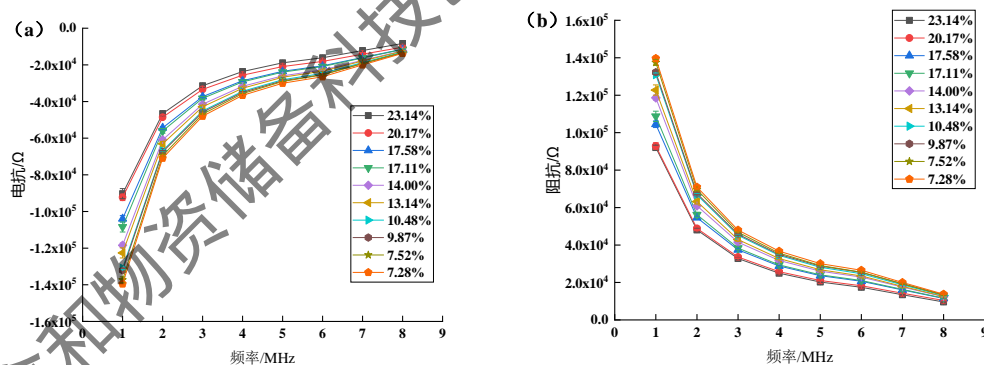 (a)
0.0
-2.0x10⁴
-4.0x10⁴
-6.0x10⁴
-8.0x10⁴
-1.0x10⁵
-1.2x10⁵
-1.4x10⁵
-1.6x10⁵
电抗/Ω
0 1 2 3 4 5 6 7 8 9
频率/MHz
23.14%
20.17%
17.58%
17.11%
14.00%
13.14%
10.48%
9.87%
7.52%
7.28%
(b)
1.6x10⁵
1.4x10⁵
1.2x10⁵
1.0x10⁵
8.0x10⁴
6.0x10⁴
4.0x10⁴
2.0x10⁴
0.0
阻抗/Ω
0 1 2 3 4 5 6 7 8 9
频率/MHz
23.14%
20.17%
17.58%
17.11%
14.00%
13.14%
10.48%
9.87%
7.52%
7.28%
和物资储备科技